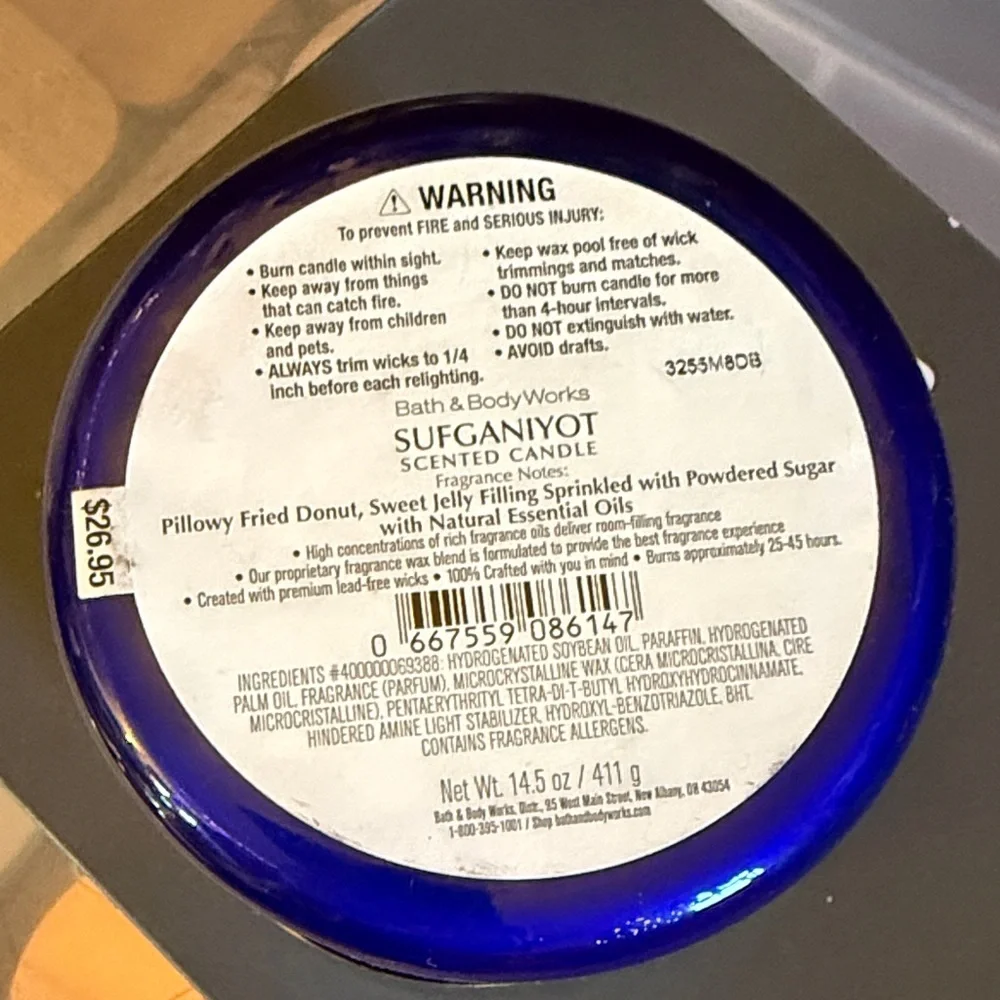 ⚠ WARNING
To prevent FIRE and SERIOUS INJURY:
• Burn candle within sight.
• Keep away from things
that can catch fire.
• Keep away from children
and pets.
• ALWAYS trim wicks to 1/4
inch before each relighting.
• Keep wax pool free of wick
trimmings and matches.
• DO NOT burn candle for more
than 4-hour intervals.
• DO NOT extinguish with water.
• AVOID drafts.
3255M8DB
Bath & Body Works
SUFGANIYOT
SCENTED CANDLE
Fragrance Notes:
Pillowy Fried Donut, Sweet Jelly Filling Sprinkled with Powdered Sugar
with Natural Essential Oils
• High concentrations of rich fragrance oils deliver room-filling fragrance
• Our proprietary fragrance wax blend is formulated to provide the best fragrance experience
• Created with premium lead-free wicks • 100% Crafted with you in mind • Burns approximately 25-45 hours.
$26.95
0 667559 086147
INGREDIENTS #400000069388: HYDROGENATED SOYBEAN OIL, PARAFFIN, HYDROGENATED
PALM OIL, FRAGRANCE (PARFUM), MICROCRYSTALLINE WAX (CERA MICROCRISTALLINA, CIRE
MICROCRISTALLINE), PENTAERYTHRITYL TETRA-DI-T-BUTYL HYDROXYHYDROCINNAMATE,
HINDERED AMINE LIGHT STABILIZER, HYDROXYL-BENZOTRIAZOLE, BHT.
CONTAINS FRAGRANCE ALLERGENS.
Net Wt. 14.5 oz / 411 g
Bath & Body Works, Distr., 95 West Main Street, New Albany, OH 43054
1-800-395-1001 / Shop bathandbodyworks.com